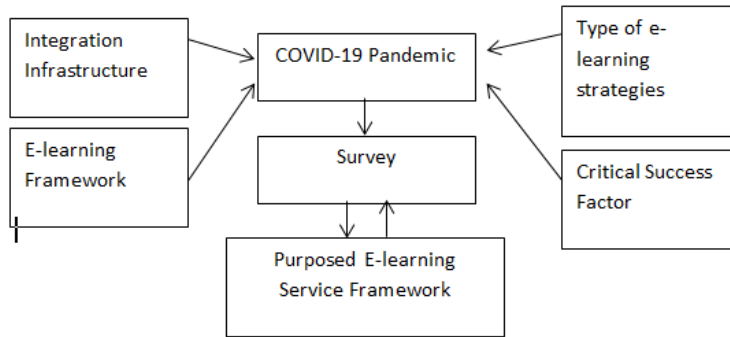 Integration
Infrastructure
COVID-19 Pandemic
Type of e-
learning
strategies
E-learning
Framework
Survey
Critical Success
Factor
Purposed E-learning
Service Framework